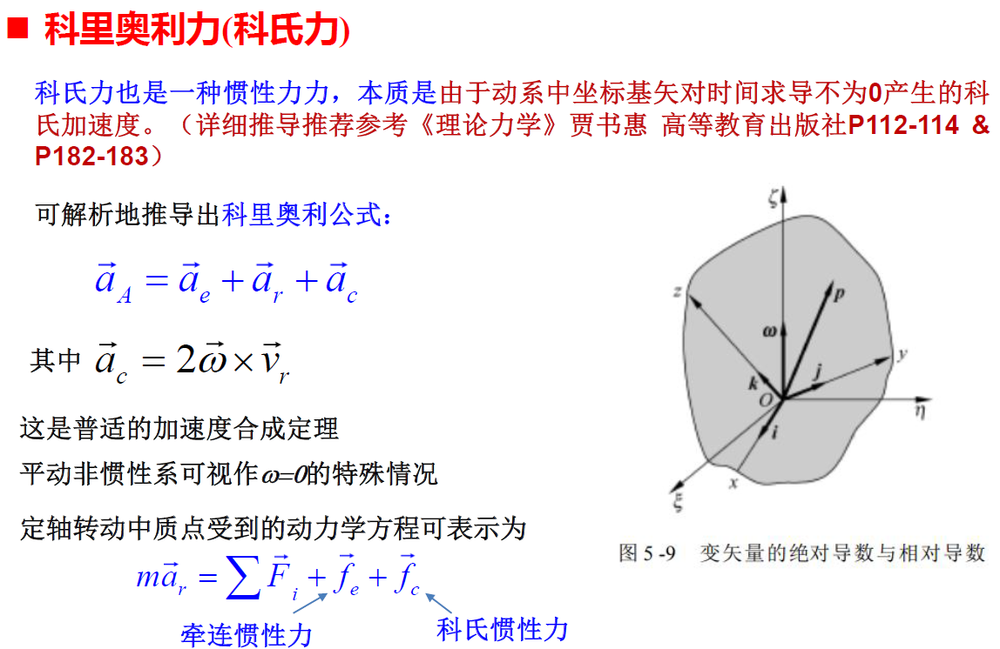 ■ 科里奥利力(科氏力)
科氏力也是一种惯性力力，本质是由于动系中坐标基矢对时间求导不为0产生的科
氏加速度。（详细推导推荐参考《理论力学》贾书惠 高等教育出版社P112-114 &
P182-183）
可解析地推导出科里奥利公式：
$\vec{a}_A = \vec{a}_e + \vec{a}_r + \vec{a}_c$
其中 $\vec{a}_c = 2\vec{\omega} \times \vec{v}_r$
这是普适的加速度合成定理
平动非惯性系可视作ω=0的特殊情况
定轴转动中质点受到的动力学方程可表示为
$m\vec{a}_r = \sum \vec{F}_i + \vec{f}_e + \vec{f}_c$
牵连惯性力
科氏惯性力
ζ
z
p
ω
y
k
j
O
η
i
x
ξ
图 5-9 变矢量的绝对导数与相对导数